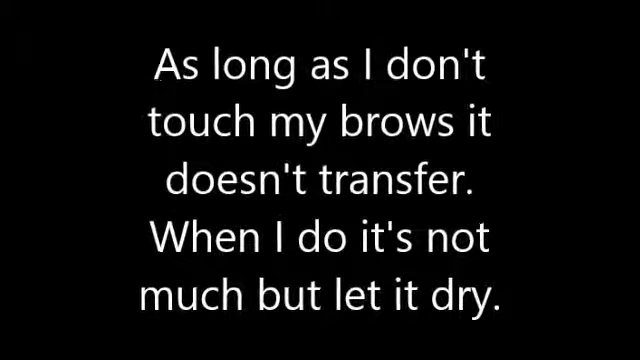 As long as I don't
touch my brows it
doesn't transfer.
When I do it's not
much but let it dry.